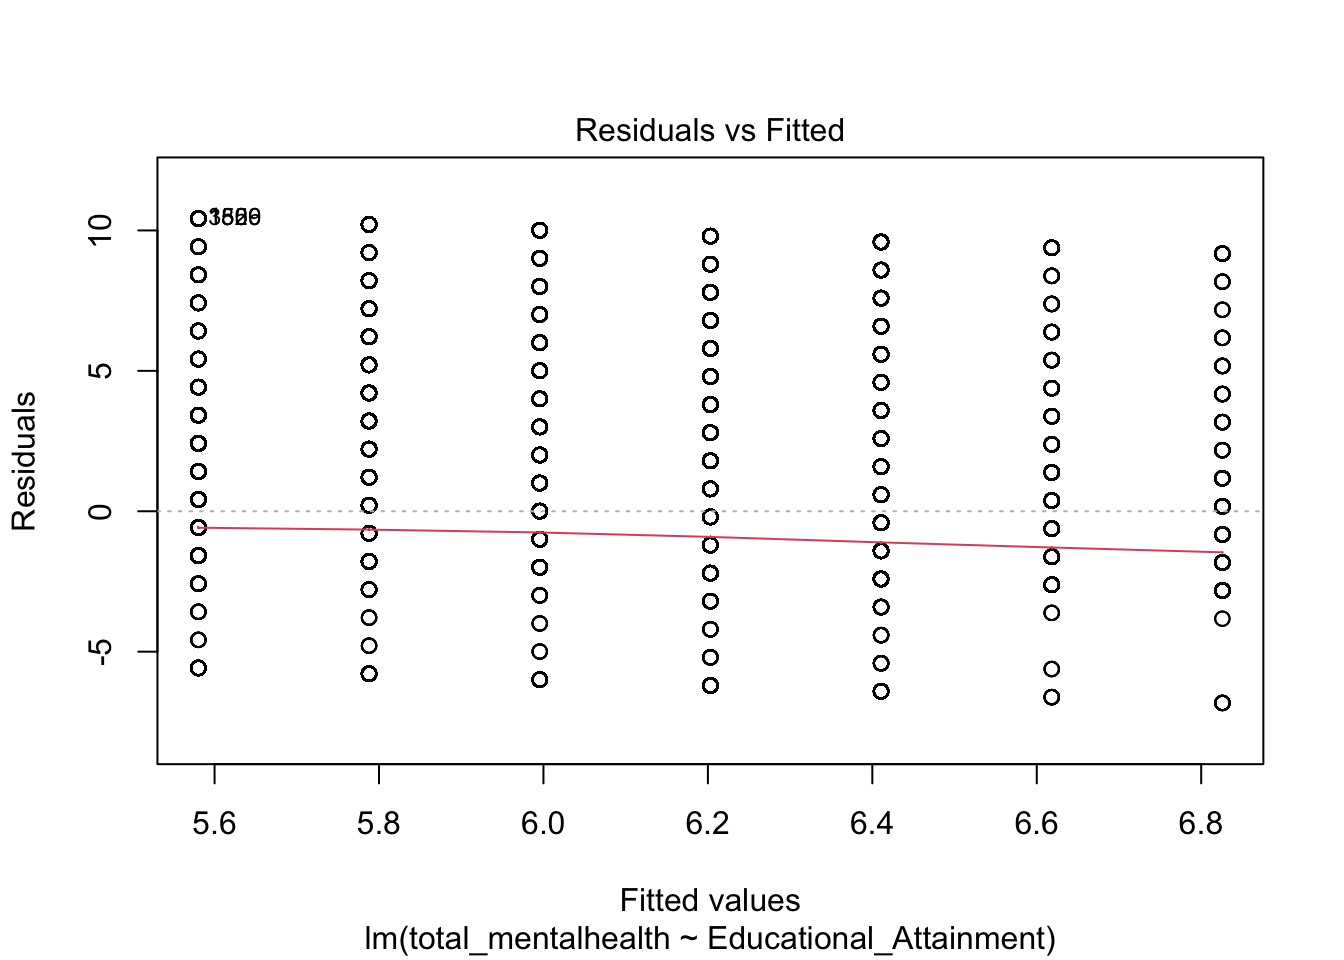 Residuals vs Fitted
Residuals
10
5
0
-5
5.6 5.8 6.0 6.2 6.4 6.6 6.8
Fitted values
lm(total_mentalhealth ~ Educational_Attainment)